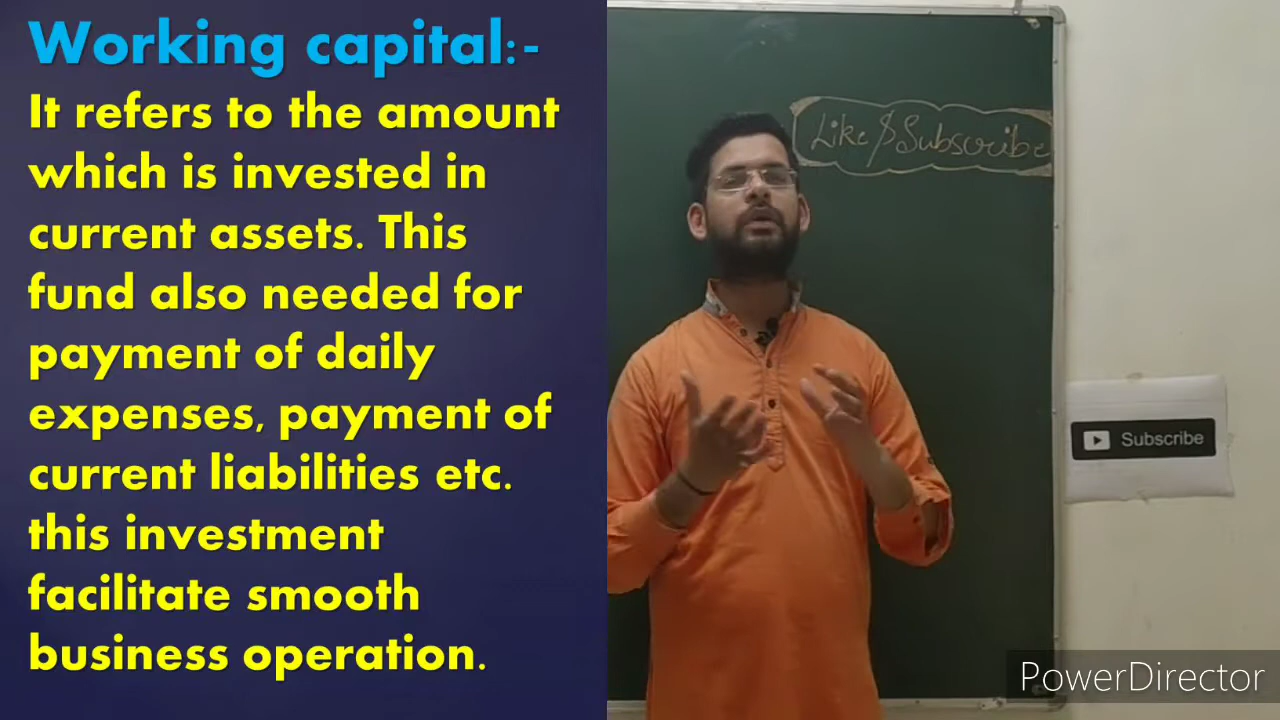 Working capital:-
It refers to the amount
which is invested in
current assets. This
fund also needed for
payment of daily
expenses, payment of
current liabilities etc.
this investment
facilitate smooth
business operation.
Like & Subscribe
Subscribe
PowerDirector